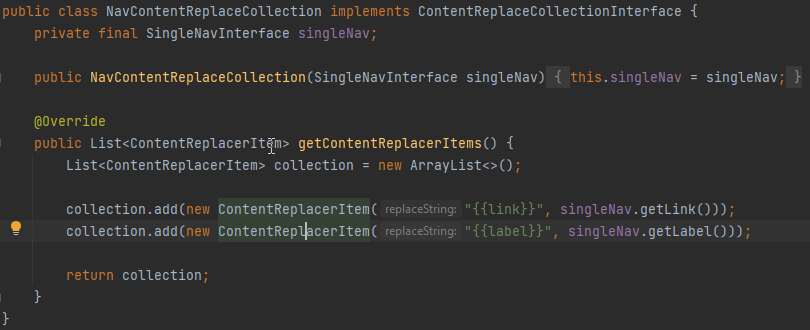 public class NavContentReplaceCollection implements ContentReplaceCollectionInterface {
private final SingleNavInterface singleNav;
public NavContentReplaceCollection(SingleNavInterface singleNav) { this.singleNav = singleNav; }
@Override
public List<ContentReplacerItem> getContentReplacerItems() {
List<ContentReplacerItem> collection = new ArrayList<>();
collection.add(new ContentReplacerItem( replaceString: "{{link}}", singleNav.getLink()));
collection.add(new ContentReplacerItem( replaceString: "{{label}}", singleNav.getLabel()));
return collection;
}
}